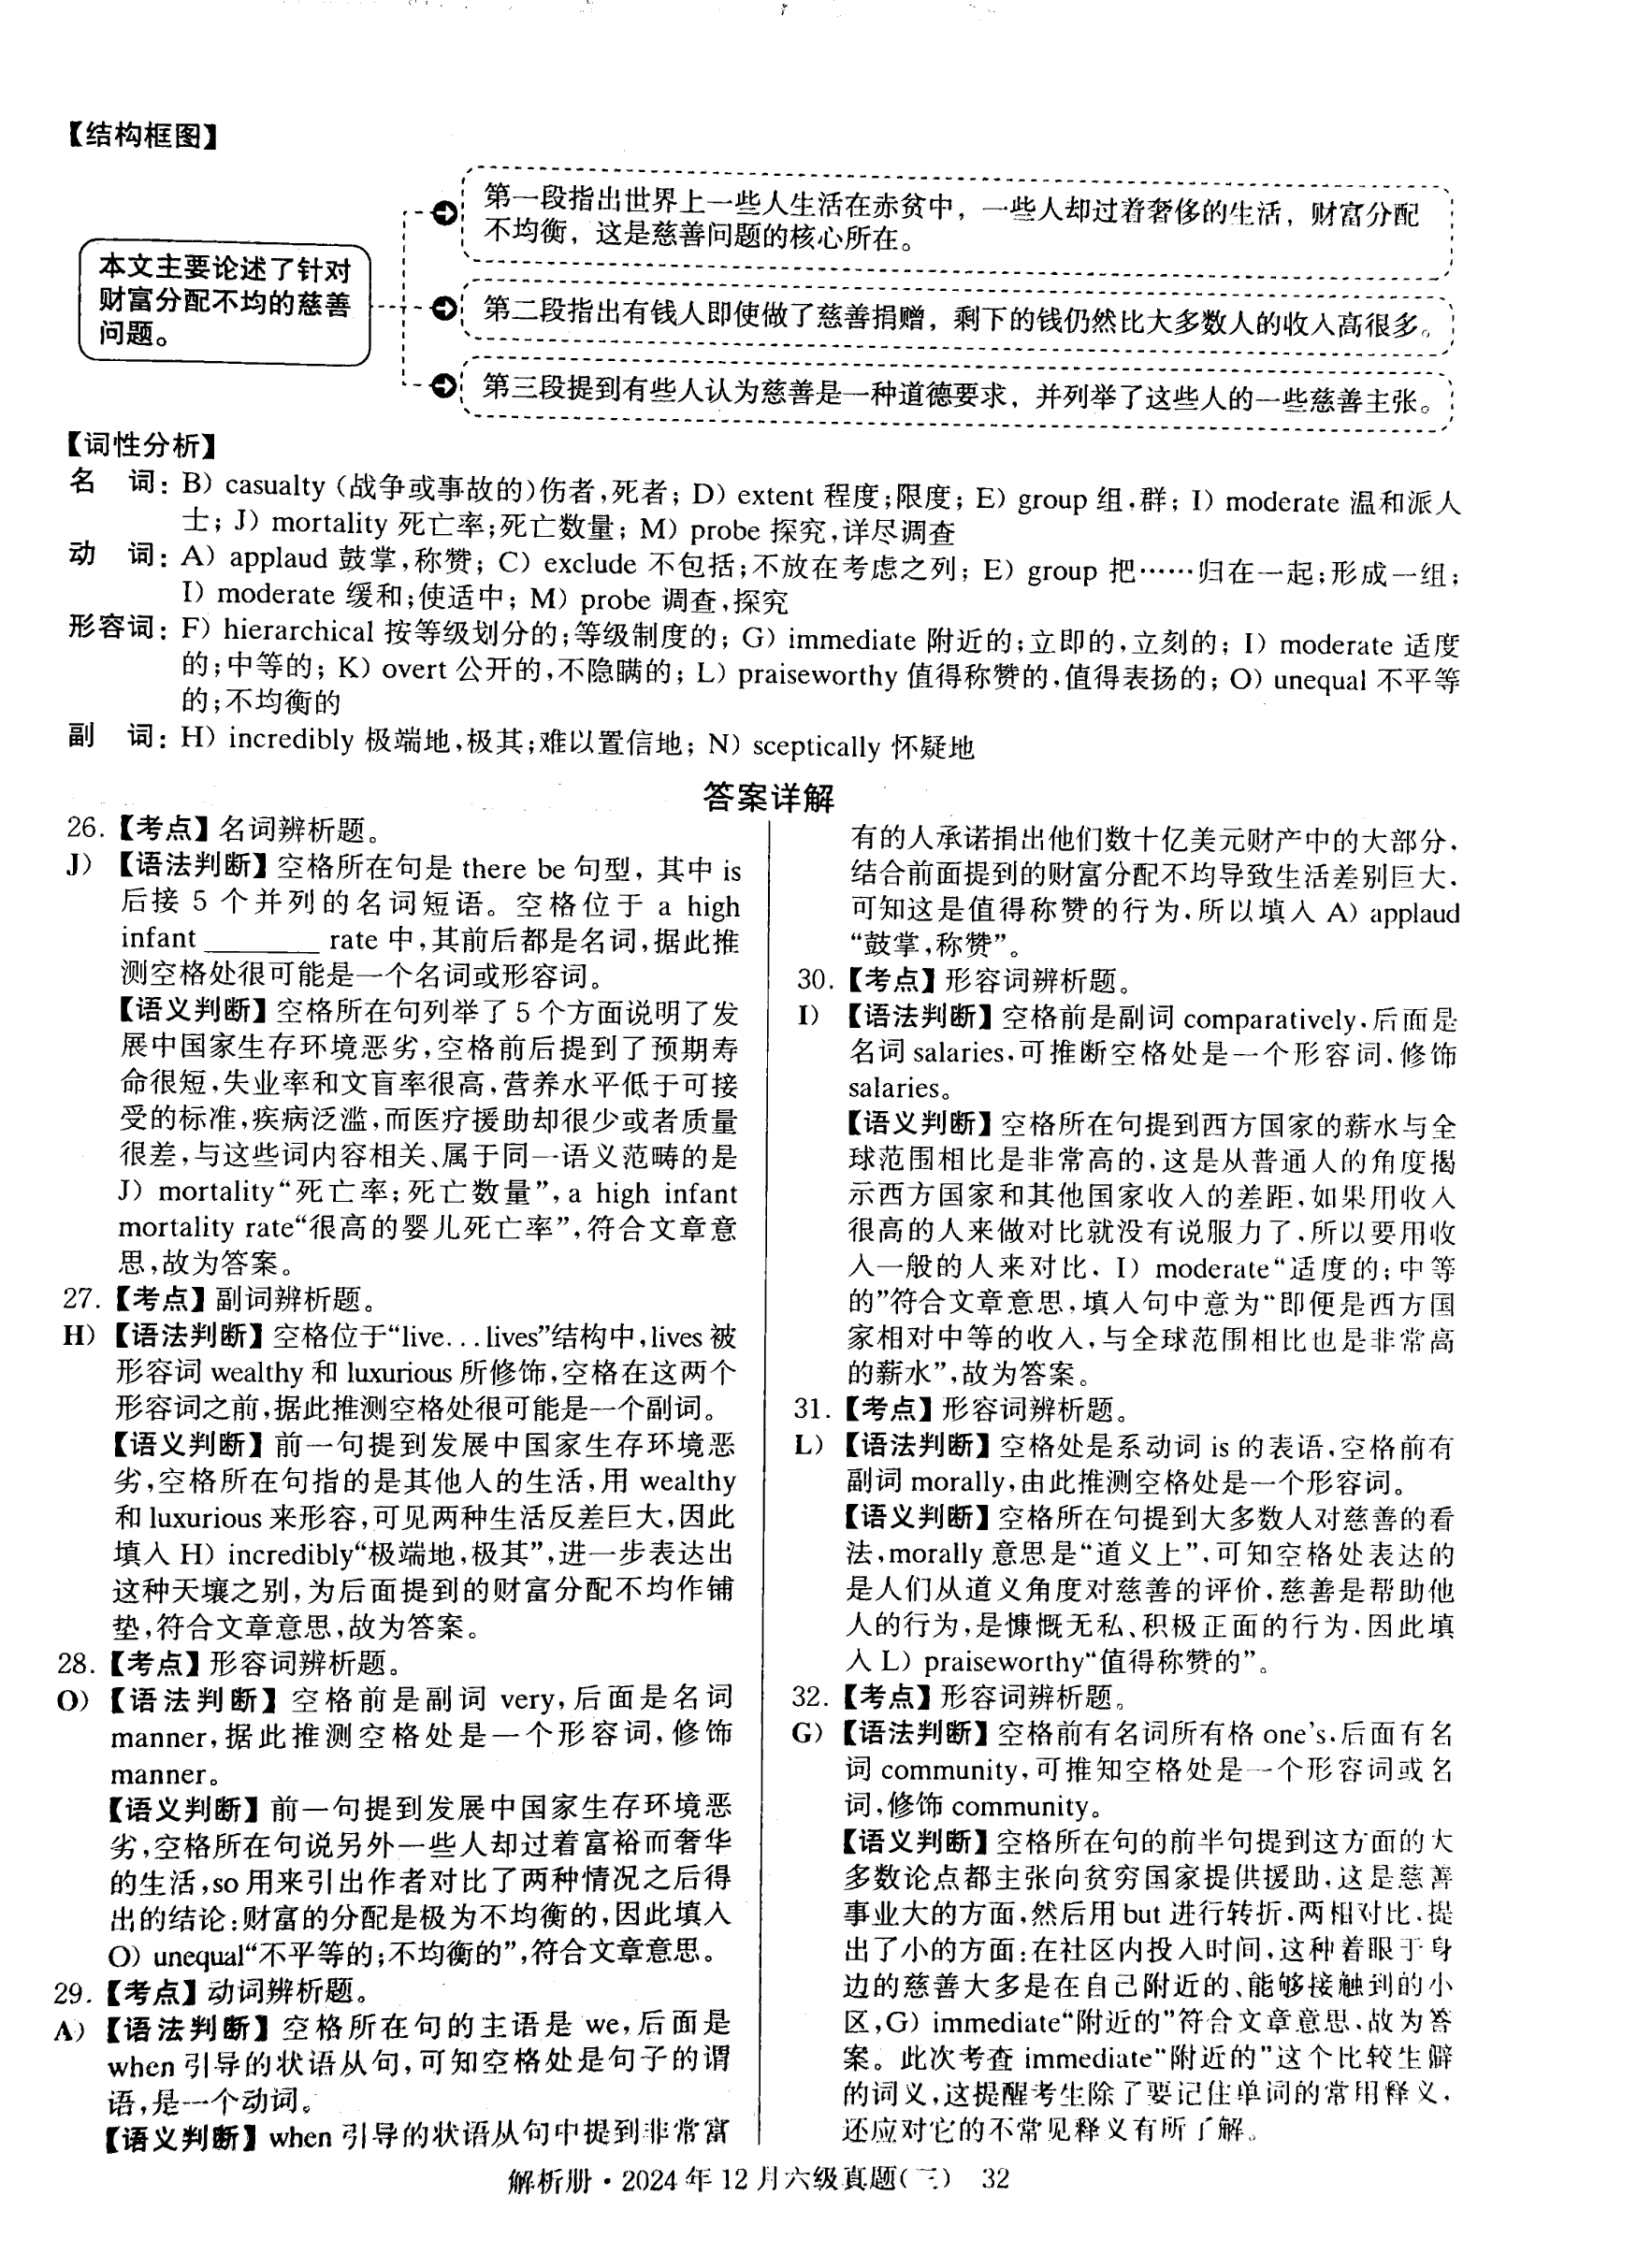 【结构框图】
本文主要论述了针对
财富分配不均的慈善
问题。
第一段指出世界上一些人生活在赤贫中，一些人却过着奢侈的生活，财富分配
不均衡，这是慈善问题的核心所在。
第二段指出有钱人即使做了慈善捐赠，剩下的钱仍然比大多数人的收入高很多。
第三段提到有些人认为慈善是一种道德要求，并列举了这些人的一些慈善主张。
【词性分析】
名　词：B）casualty（战争或事故的）伤者，死者；D）extent 程度；限度；E）group 组，群；I）moderate 温和派人
士；J）mortality 死亡率；死亡数量；M）probe 探究，详尽调查
动　词：A）applaud 鼓掌，称赞；C）exclude 不包括；不放在考虑之列；E）group 把……归在一起；形成一组；
I）moderate 缓和；使适中；M）probe 调查，探究
形容词：F）hierarchical 按等级划分的；等级制度的；G）immediate 附近的；立即的，立刻的；I）moderate 适度
的；中等的；K）overt 公开的，不隐瞒的；L）praiseworthy 值得称赞的，值得表扬的；O）unequal 不平等
的；不均衡的
副　词：H）incredibly 极端地，极其；难以置信地；N）sceptically 怀疑地
答案详解
26.【考点】名词辨析题。
J）【语法判断】空格所在句是 there be 句型，其中 is
后接 5 个并列的名词短语。空格位于 a high
infant ________ rate 中，其前后都是名词，据此推
测空格处很可能是一个名词或形容词。
【语义判断】空格所在句列举了 5 个方面说明了发
展中国家生存环境恶劣，空格前后提到了预期寿
命很短，失业率和文盲率很高，营养水平低于可接
受的标准，疾病泛滥，而医疗援助却很少或者质量
很差，与这些词内容相关、属于同一语义范畴的是
J）mortality“死亡率；死亡数量”，a high infant
mortality rate“很高的婴儿死亡率”，符合文章意
思，故为答案。
27.【考点】副词辨析题。
H）【语法判断】空格位于“live... lives”结构中，lives 被
形容词 wealthy 和 luxurious 所修饰，空格在这两个
形容词之前，据此推测空格处很可能是一个副词。
【语义判断】前一句提到发展中国家生存环境恶
劣，空格所在句指的是其他人的生活，用 wealthy
和 luxurious 来形容，可见两种生活反差巨大，因此
填入 H）incredibly“极端地，极其”，进一步表达出
这种天壤之别，为后面提到的财富分配不均作铺
垫，符合文章意思，故为答案。
28.【考点】形容词辨析题。
O）【语法判断】空格前是副词 very，后面是名词
manner，据此推测空格处是一个形容词，修饰
manner。
【语义判断】前一句提到发展中国家生存环境恶
劣，空格所在句说另外一些人却过着富裕而奢华
的生活，so 用来引出作者对比了两种情况之后得
出的结论：财富的分配是极为不均衡的，因此填入
O）unequal“不平等的；不均衡的”，符合文章意思。
29.【考点】动词辨析题。
A）【语法判断】空格所在句的主语是 we，后面是
when 引导的状语从句，可知空格处是句子的谓
语，是一个动词。
【语义判断】when 引导的状语从句中提到非常富
有的人承诺捐出他们数十亿美元财产中的大部分，
结合前面提到的财富分配不均导致生活差别巨大，
可知这是值得称赞的行为，所以填入 A）applaud
“鼓掌，称赞”。
30.【考点】形容词辨析题。
I）【语法判断】空格前是副词 comparatively，后面是
名词 salaries，可推断空格处是一个形容词，修饰
salaries。
【语义判断】空格所在句提到西方国家的薪水与全
球范围相比是非常高的，这是从普通人的角度揭
示西方国家和其他国家收入的差距，如果用收入
很高的人来做对比就没有说服力了，所以要用收
入一般的人来对比，I）moderate“适度的；中等
的”符合文章意思，填入句中意为“即便是西方国
家相对中等的收入，与全球范围相比也是非常高
的薪水”，故为答案。
31.【考点】形容词辨析题。
L）【语法判断】空格处是系动词 is 的表语，空格前有
副词 morally，由此推测空格处是一个形容词。
【语义判断】空格所在句提到大多数人对慈善的看
法，morally 意思是“道义上”，可知空格处表达的
是人们从道义角度对慈善的评价，慈善是帮助他
人的行为，是慷慨无私、积极正面的行为，因此填
入 L）praiseworthy“值得称赞的”。
32.【考点】形容词辨析题。
G）【语法判断】空格前有名词所有格 one's，后面有名
词 community，可推知空格处是一个形容词或名
词，修饰 community。
【语义判断】空格所在句的前半句提到这方面的大
多数论点都主张向贫穷国家提供援助，这是慈善
事业大的方面，然后用 but 进行转折，两相对比，提
出了小的方面：在社区内投入时间，这种着眼于身
边的慈善大多是在自己附近的、能够接触到的小
区，G）immediate“附近的”符合文章意思，故为答
案。此次考查 immediate“附近的”这个比较生僻
的词义，这提醒考生除了要记住单词的常用释义，
还应对它的不常见释义有所了解。
解析册·2024 年 12 月六级真题（三）　32